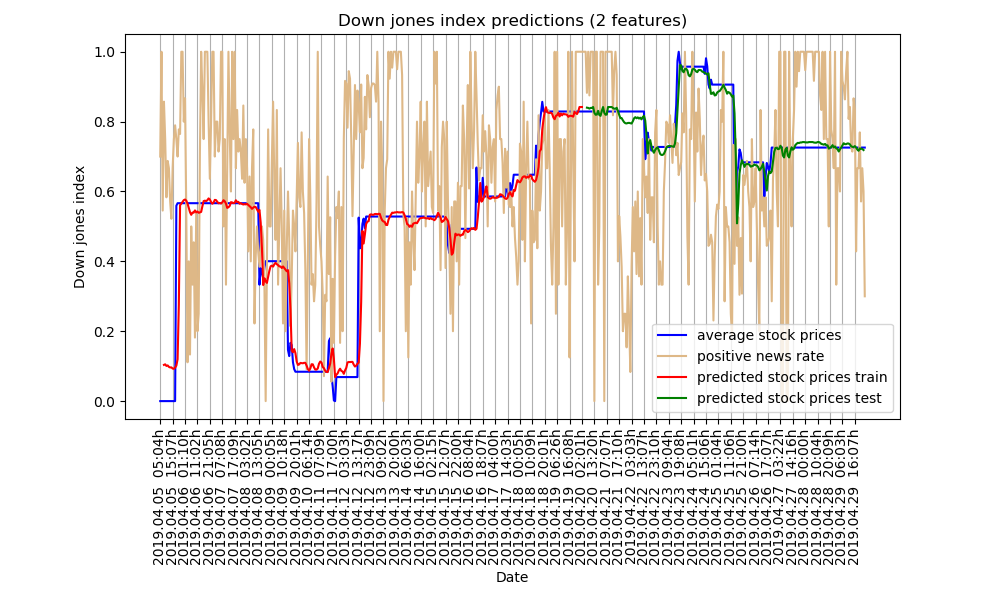 Down jones index predictions (2 features)
Down jones index
1.0
0.8
0.6
0.4
0.2
0.0
average stock prices
positive news rate
predicted stock prices train
predicted stock prices test
2019.04.05 05:04h
2019.04.05 15:07h
2019.04.06 01:10h
2019.04.06 11:02h
2019.04.06 21:05h
2019.04.07 07:08h
2019.04.07 17:09h
2019.04.08 03:02h
2019.04.08 13:05h
2019.04.09 00:05h
2019.04.09 10:18h
2019.04.09 20:01h
2019.04.10 06:14h
2019.04.11 07:09h
2019.04.11 17:00h
2019.04.12 03:03h
2019.04.12 13:17h
2019.04.12 23:09h
2019.04.13 09:02h
2019.04.13 20:03h
2019.04.14 06:03h
2019.04.14 16:00h
2019.04.15 02:15h
2019.04.15 12:07h
2019.04.15 22:00h
2019.04.16 08:04h
2019.04.16 18:07h
2019.04.17 04:00h
2019.04.17 14:03h
2019.04.18 00:05h
2019.04.18 10:09h
2019.04.18 20:01h
2019.04.19 06:26h
2019.04.19 16:08h
2019.04.20 02:01h
2019.04.20 13:20h
2019.04.21 07:07h
2019.04.21 17:10h
2019.04.22 03:03h
2019.04.22 13:07h
2019.04.22 23:10h
2019.04.23 09:04h
2019.04.23 19:08h
2019.04.24 05:01h
2019.04.24 15:06h
2019.04.25 01:04h
2019.04.25 11:06h
2019.04.25 21:00h
2019.04.26 07:14h
2019.04.26 17:07h
2019.04.27 03:22h
2019.04.27 14:16h
2019.04.28 00:00h
2019.04.28 10:04h
2019.04.28 20:09h
2019.04.29 06:03h
2019.04.29 16:07h
Date